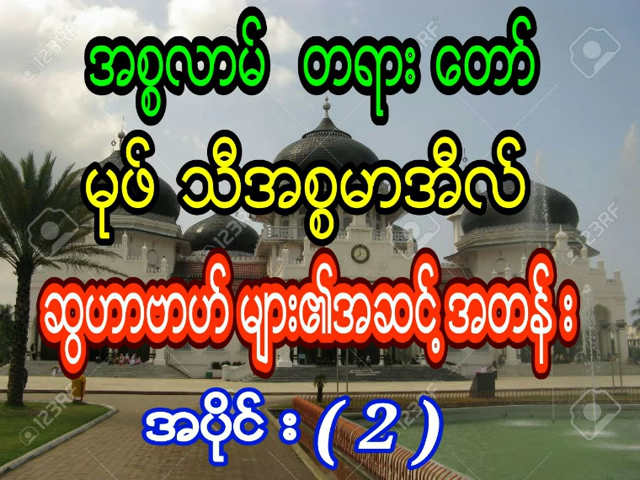 အစ္စလာမ် တရား တော်
မုဖ် သီအစ္စမာအီလ်
ဆွဟာဗာဟ် များ၏အဆင့် အတန် း
အပိုင် း ( 2 )